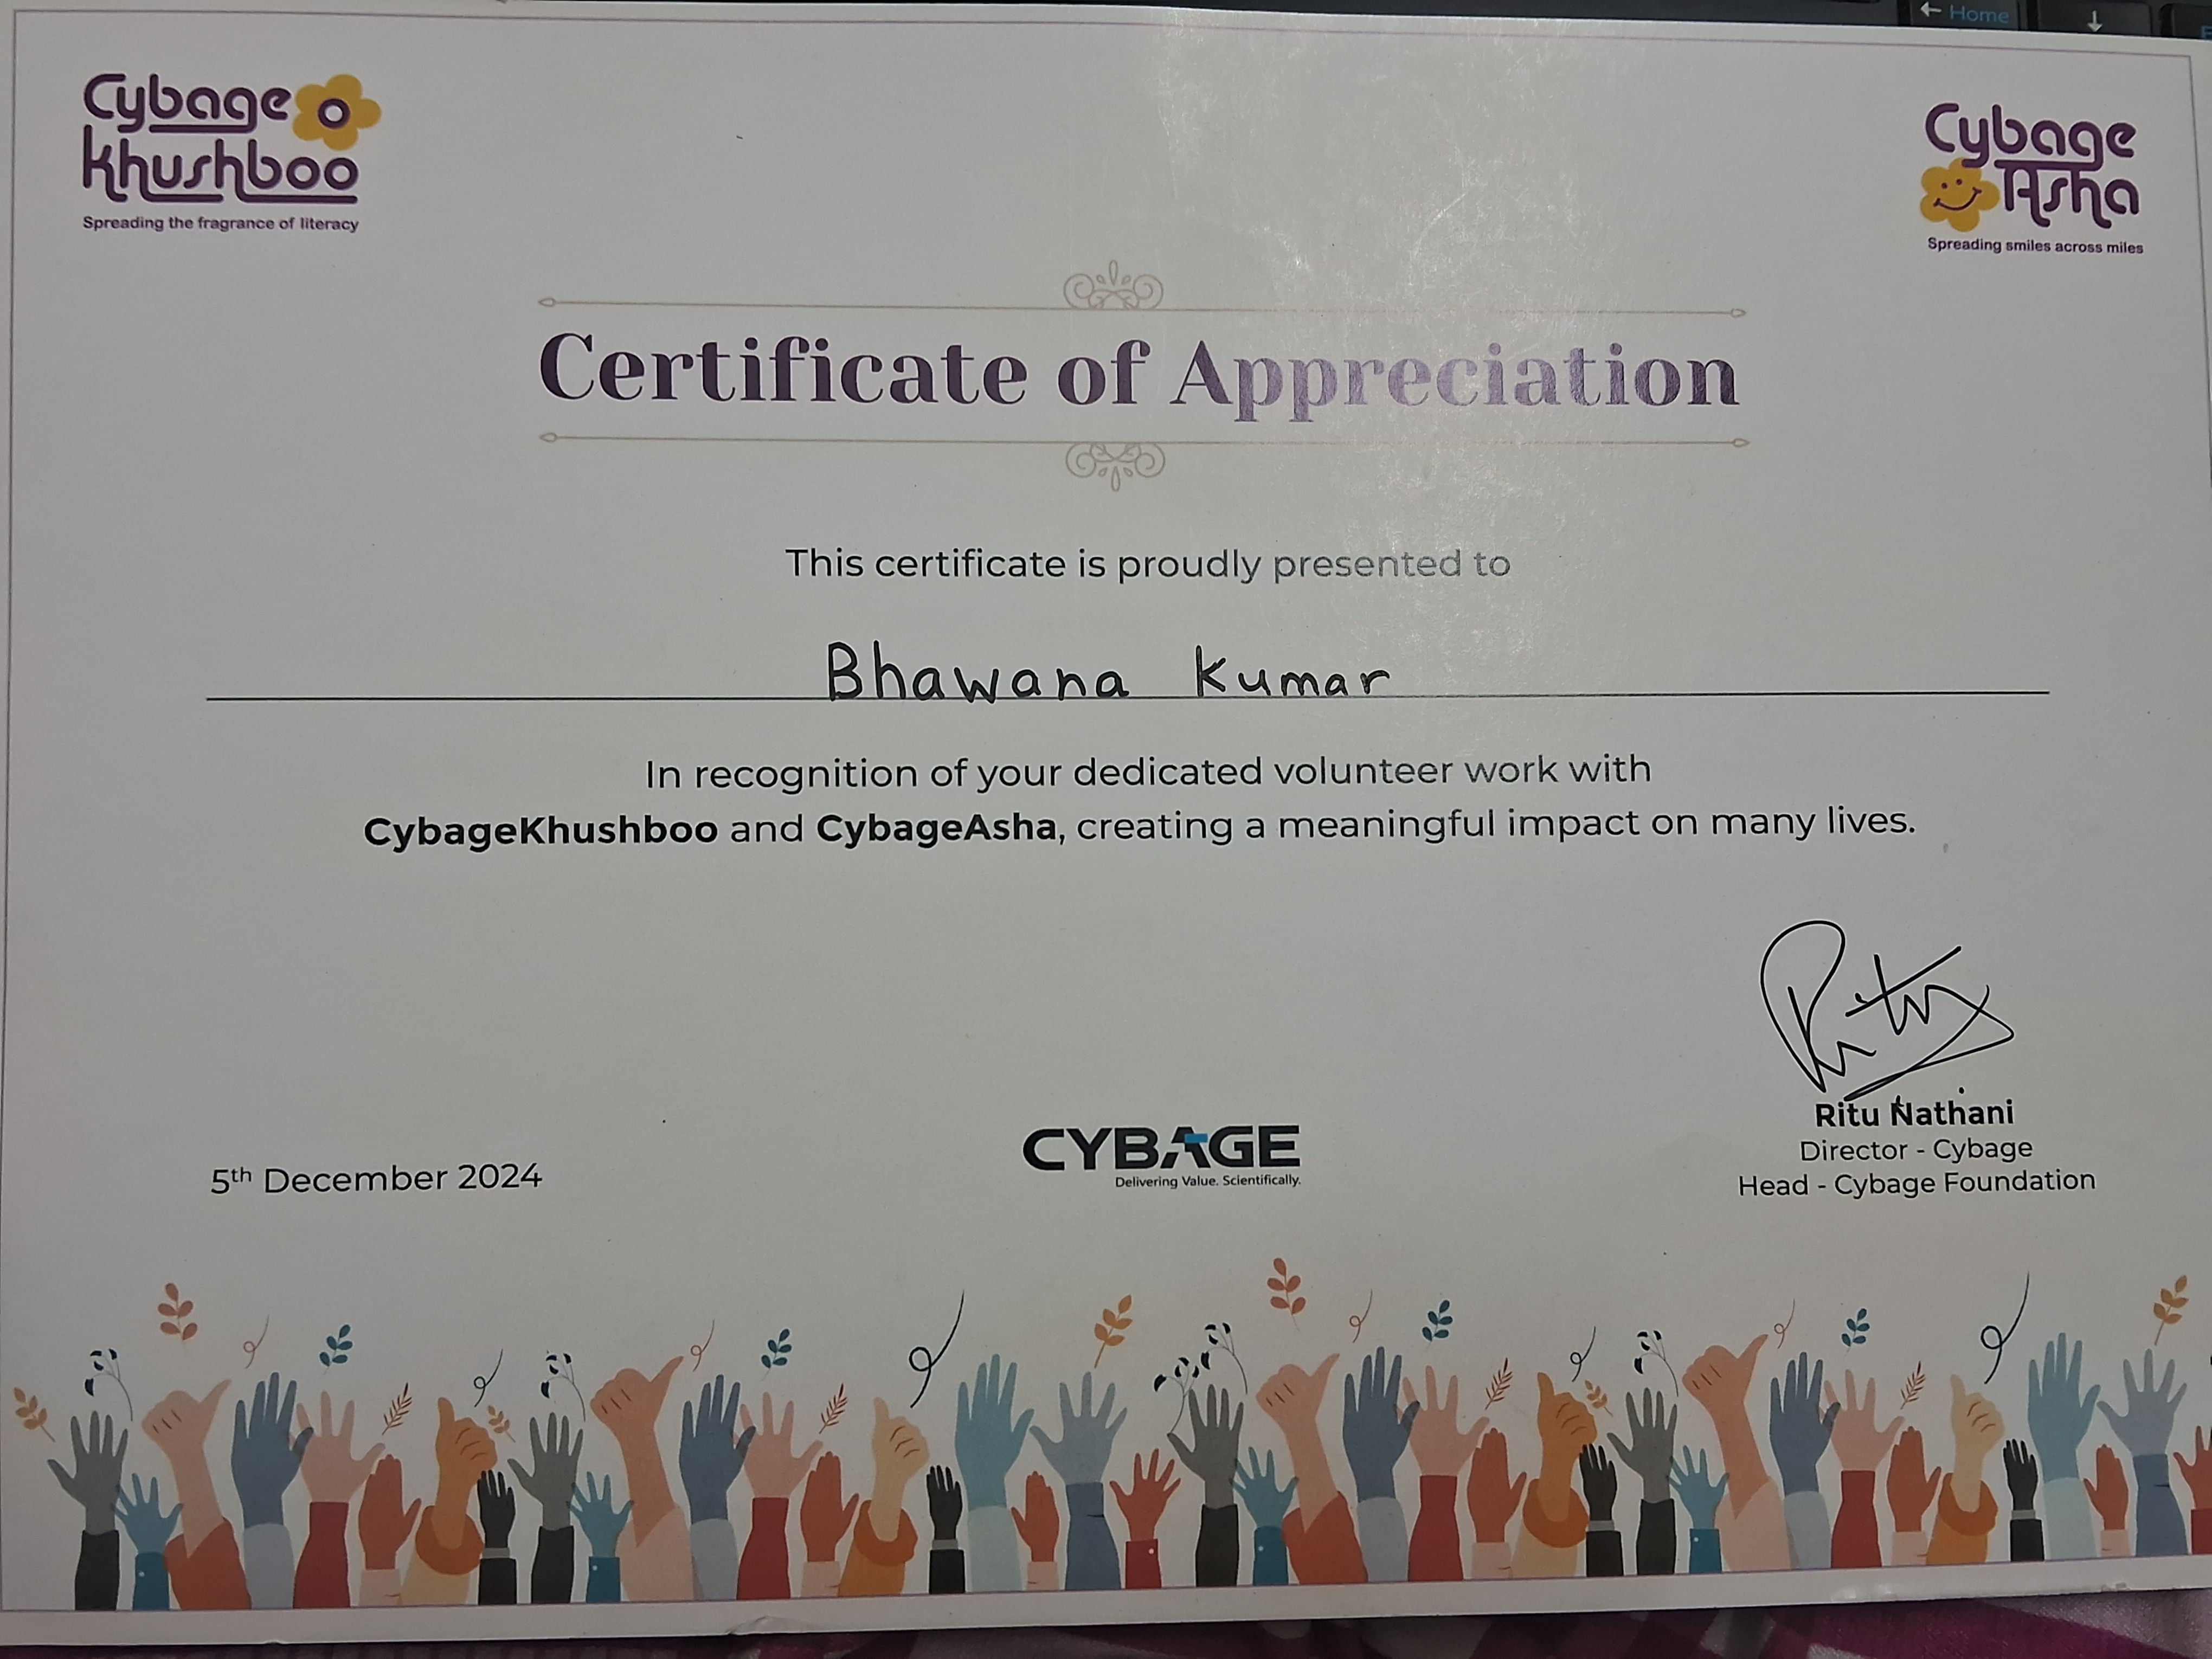 ← Home
↓
Cybage
Khushboo
Spreading the fragrance of literacy
Cybage
Asha
Spreading smiles across miles
Certificate of Appreciation
This certificate is proudly presented to
Bhawana Kumar
In recognition of your dedicated volunteer work with
CybageKhushboo and CybageAsha, creating a meaningful impact on many lives.
Ritu
Ritu Nathani
Director - Cybage
Head - Cybage Foundation
CYBAGE
Delivering Value. Scientifically.
5th December 2024